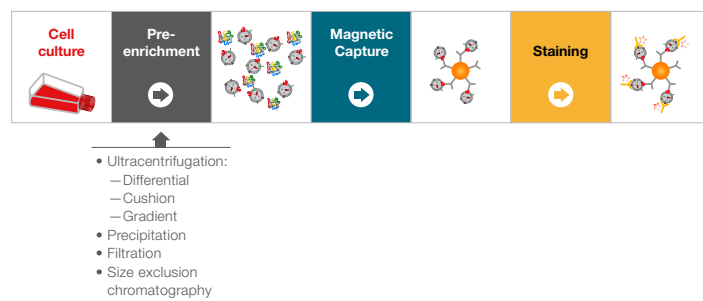 Cell
culture
Pre-
enrichment
Magnetic
Capture
Staining
• Ultracentrifugation:
—Differential
—Cushion
—Gradient
• Precipitation
• Filtration
• Size exclusion
chromatography